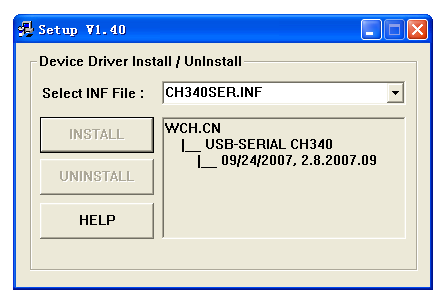 Setup V1.40
Device Driver Install / UnInstall
Select INF File :
CH340SER.INF
INSTALL
UNINSTALL
HELP
WCH.CN
|__ USB-SERIAL CH340
|__ 09/24/2007, 2.8.2007.09